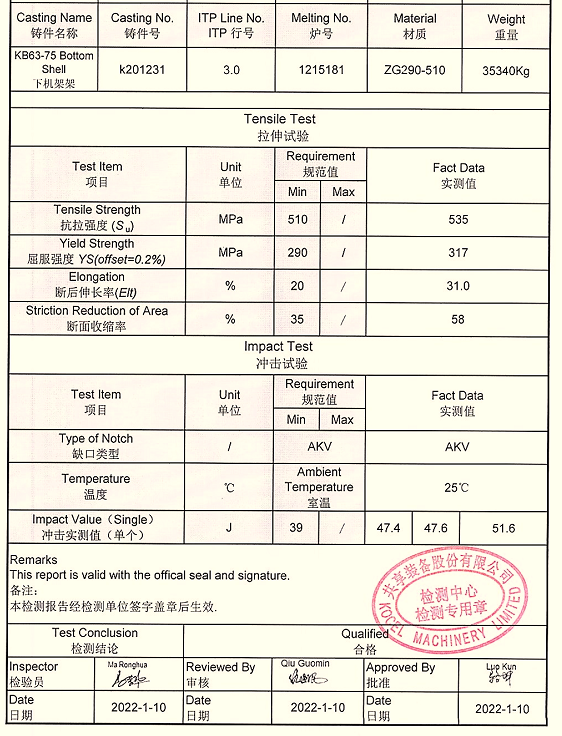 Casting Name Casting No. ITP Line No. Melting No. Material Weight
铸件名称 铸件号 ITP 行号 炉号 材质 重量
KB63-75 Bottom
Shell k201231 3.0 1215181 ZG290-510 35340Kg
下机架架
Tensile Test
拉伸试验
Test Item Unit Requirement Fact Data
项目 单位 规范值 实测值
Min Max
Tensile Strength MPa 510 / 535
抗拉强度 (S u)
Yield Strength MPa 290 / 317
屈服强度 YS(offset=0.2%)
Elongation % 20 / 31.0
断后伸长率(Elt)
Striction Reduction of Area % 35 / 58
断面收缩率
Impact Test
冲击试验
Test Item Unit Requirement Fact Data
项目 单位 规范值 实测值
Min Max
Type of Notch / AKV AKV
缺口类型
Temperature ℃ Ambient 25℃
温度 Temperature
室温
Impact Value（Single） J 39 / 47.4 47.6 51.6
冲击实测值（单个）
Remarks
This report is valid with the offical seal and signature.
备注:
本检测报告经检测单位签字盖章后生效.
共享装备股份有限公司
检测中心
检测专用章
KOCEL MACHINERY LIMITED
Test Conclusion Qualified
检测结论 合格
Inspector Ma Ronghua Reviewed By Qiu Guomin Approved By Luo Kun
检验员 审核 批准
Date 2022-1-10 Date 2022-1-10 Date 2022-1-10
日期 日期 日期